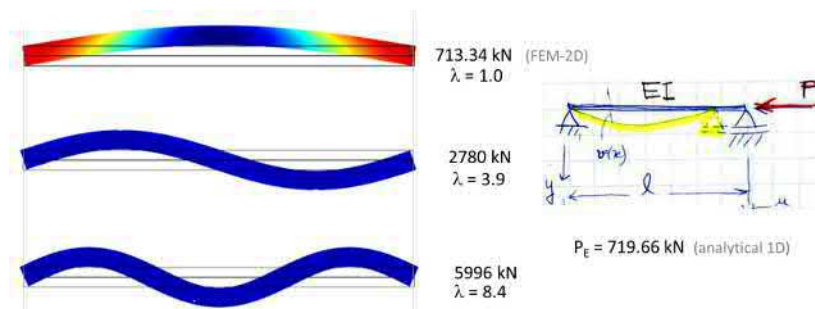 713.34 kN (FEM-2D)
λ = 1.0
2780 kN
λ = 3.9
5996 kN
λ = 8.4
EI
P
v(x)
y
l
u
P_E = 719.66 kN (analytical 1D)